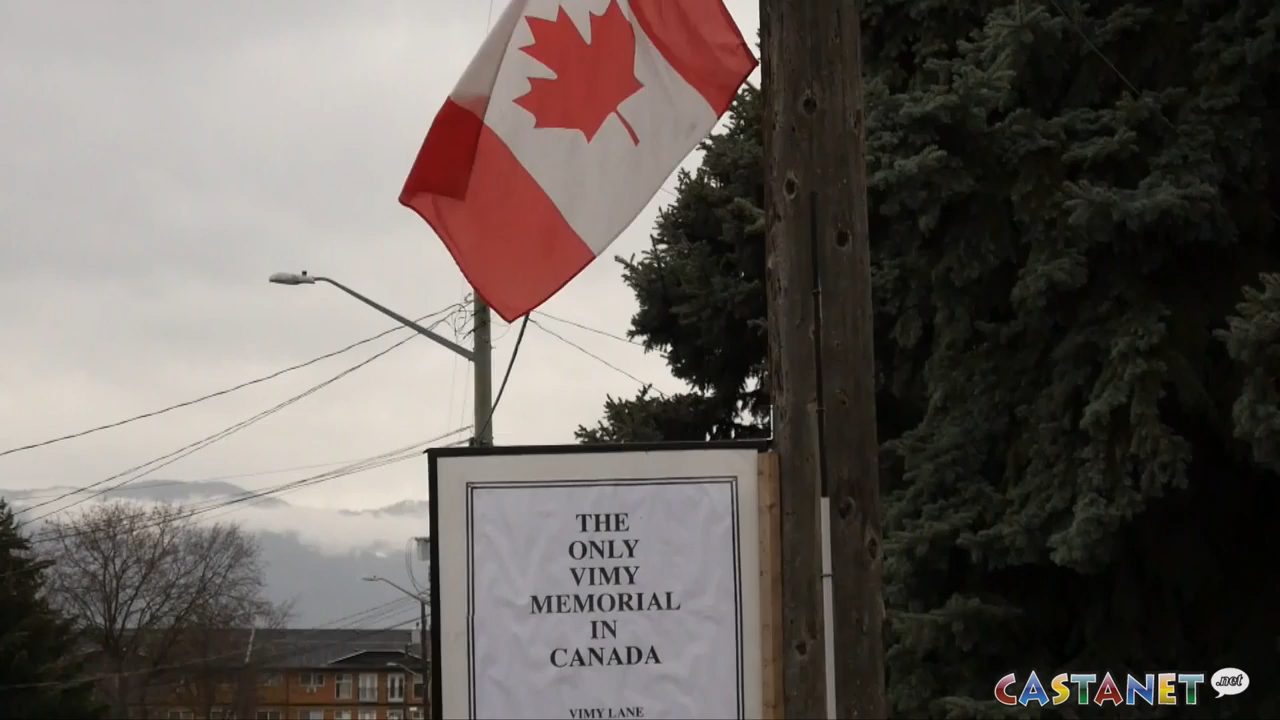 THE
ONLY
VIMY
MEMORIAL
IN
CANADA
VIMY LANE
CASTANET .net